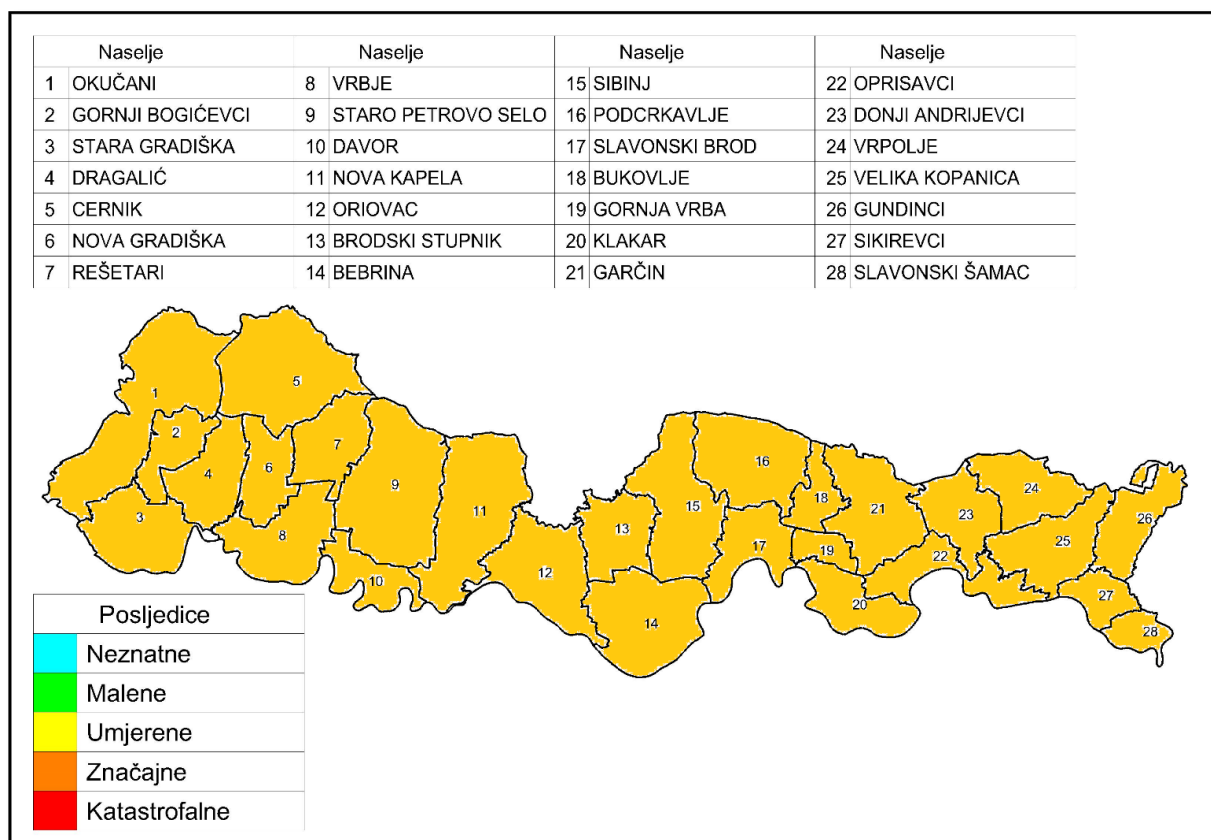 Naselje Naselje Naselje Naselje
1 OKUČANI 8 VRBJE 15 SIBINJ 22 OPRISAVCI
2 GORNJI BOGIĆEVCI 9 STARO PETROVO SELO 16 PODCRKAVLJE 23 DONJI ANDRIJEVCI
3 STARA GRADIŠKA 10 DAVOR 17 SLAVONSKI BROD 24 VRPOLJE
4 DRAGALIĆ 11 NOVA KAPELA 18 BUKOVLJE 25 VELIKA KOPANICA
5 CERNIK 12 ORIOVAC 19 GORNJA VRBA 26 GUNDINCI
6 NOVA GRADIŠKA 13 BRODSKI STUPNIK 20 KLAKAR 27 SIKIREVCI
7 REŠETARI 14 BEBRINA 21 GARČIN 28 SLAVONSKI ŠAMAC
1
5
2
7
6
4
3
8
9
10
11
12
13
14
15
16
17
18
19
20
21
22
23
24
25
26
27
28
Posljedice
Neznatne
Malene
Umjerene
Značajne
Katastrofalne